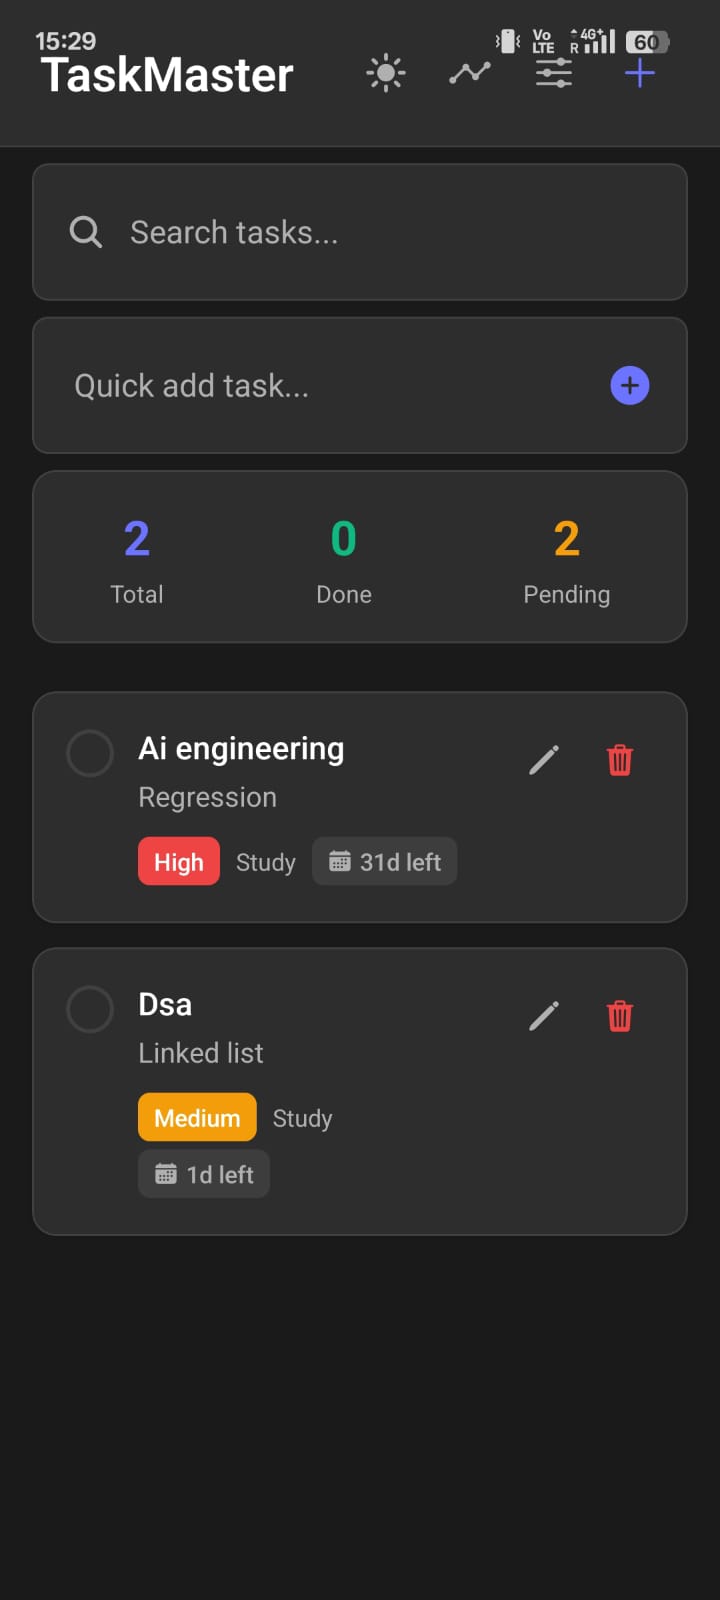 15:29
Vo LTE 4G+ R 60
TaskMaster
Search tasks...
Quick add task...
2 0 2
Total Done Pending
Ai engineering
Regression
High Study 31d left
Dsa
Linked list
Medium Study
1d left